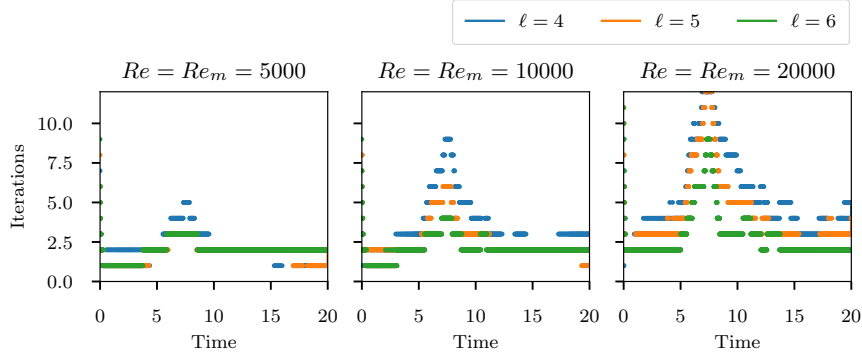 ℓ = 4 ℓ = 5 ℓ = 6
Re = Re_m = 5000 Re = Re_m = 10000 Re = Re_m = 20000
Iterations
10.0
7.5
5.0
2.5
0.0
0 5 10 15 20 0 5 10 15 20 0 5 10 15 20
Time Time Time